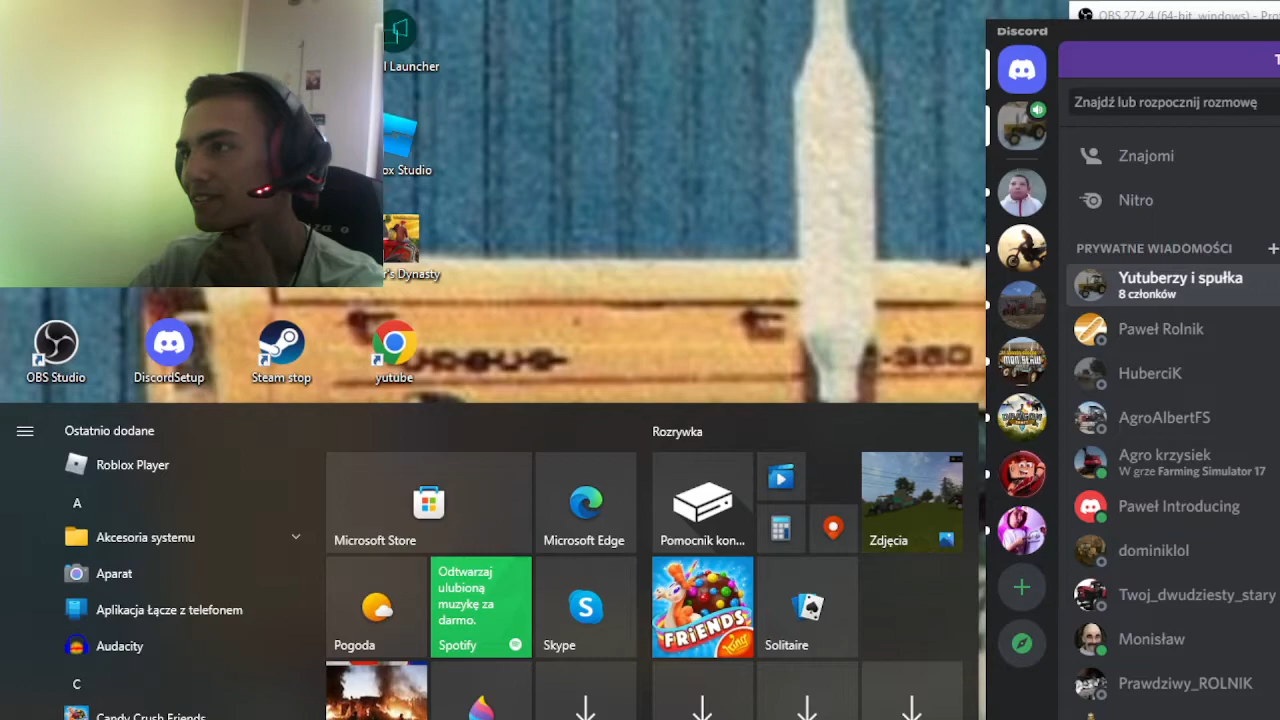 OBS 27.2.4 (64-bit, windows) - Pro
Discord
l Launcher
Znajdź lub rozpocznij rozmowę
ox Studio
Znajomi
Nitro
PRYWATNE WIADOMOŚCI
r's Dynasty
Yutuberzy i spułka
8 członków
Paweł Rolnik
HuberciK
AgroAlbertFS
Agro krzysiek
W grze Farming Simulator 17
Paweł Introducing
dominiklol
Twoj_dwudziesty_stary
Monisław
Prawdziwy_ROLNIK
-380
OBS Studio
DiscordSetup
Steam stop
yutube
Ostatnio dodane
Roblox Player
A
Akcesoria systemu
Aparat
Aplikacja Łącze z telefonem
Audacity
C
Candy Crush Friends
Microsoft Store
Microsoft Edge
Pogoda
Odtwarzaj
ulubioną
muzykę za
darmo.
Spotify
Skype
Rozrywka
Pomocnik kon...
Zdjęcia
FRIENDS
King
Solitaire